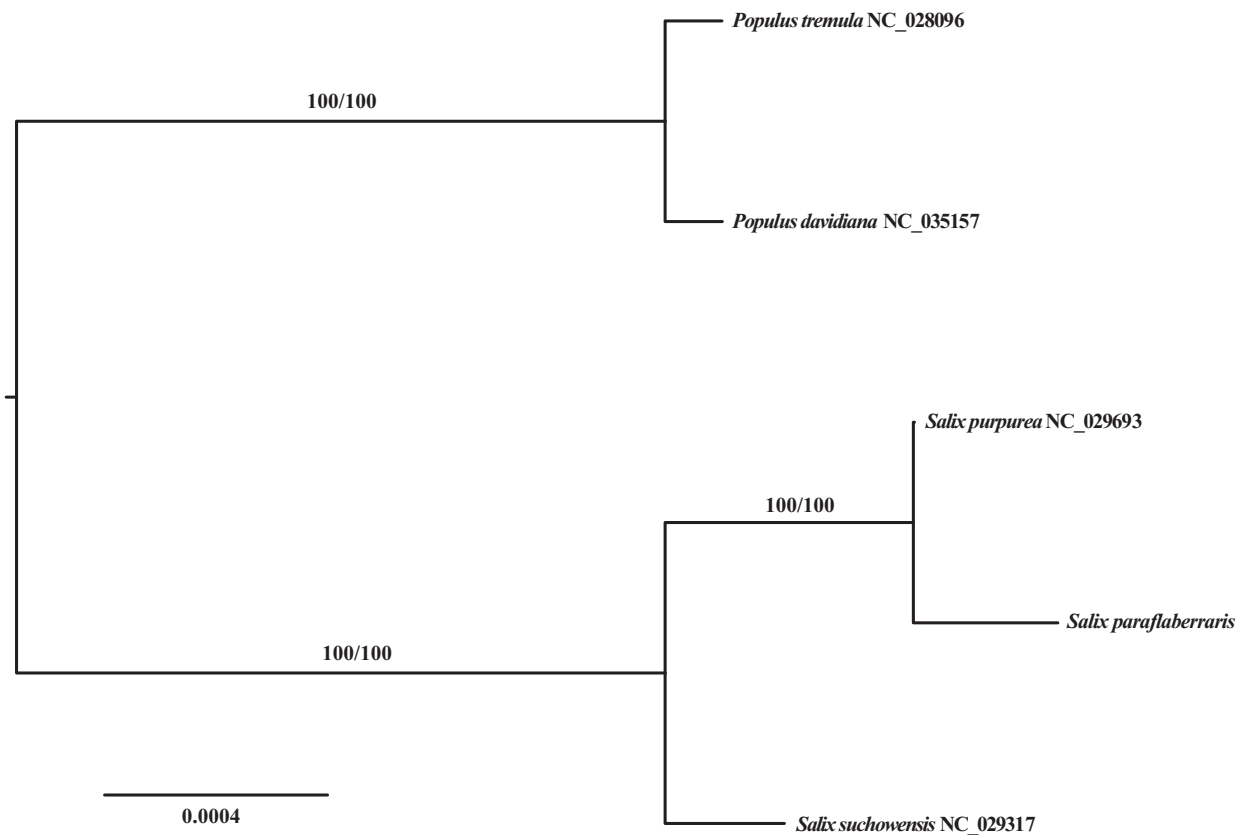 Populus tremula NC_028096
100/100
Populus davidiana NC_035157
Salix purpurea NC_029693
100/100
Salix paraflaberraris
100/100
0.0004
Salix suchowensis NC_029317